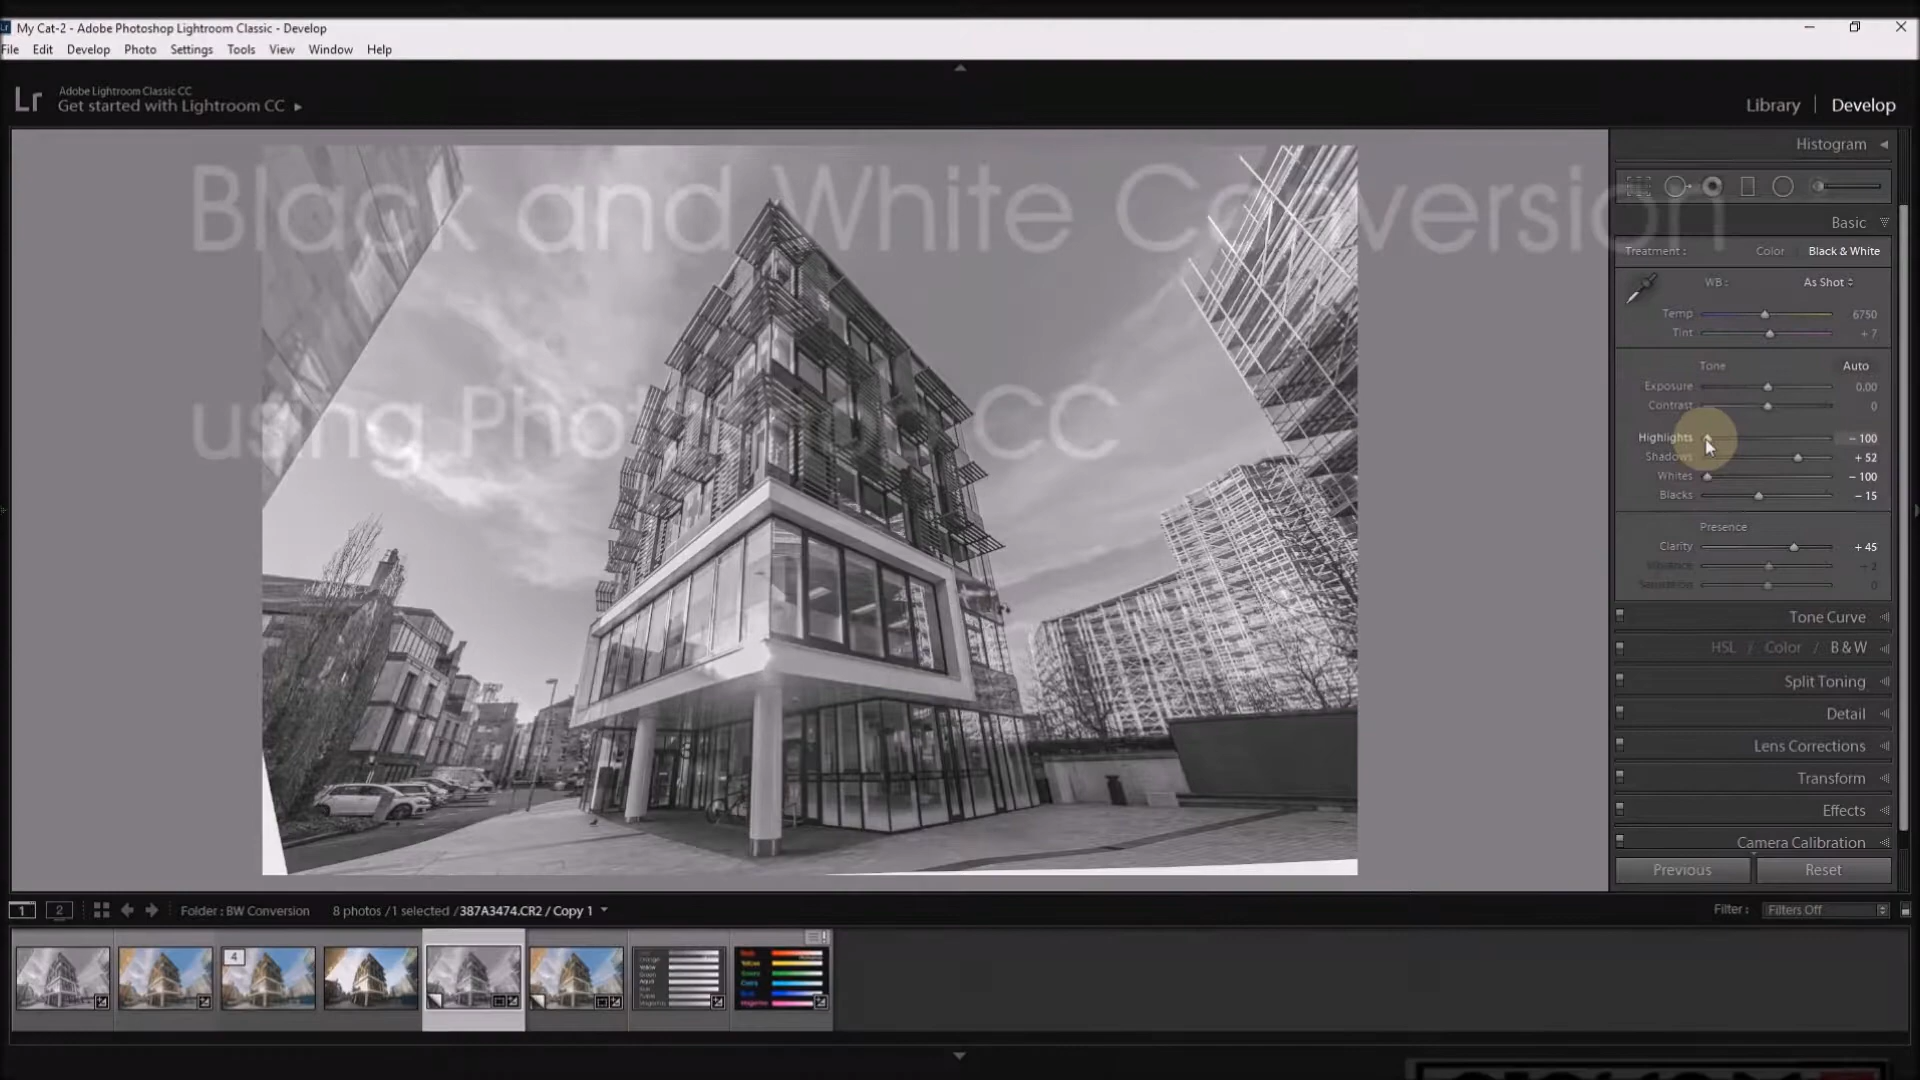 My Cat-2 - Adobe Photoshop Lightroom Classic - Develop
File Edit Develop Photo Settings Tools View Window Help
Lr
Adobe Lightroom Classic CC
Get started with Lightroom CC
Library | Develop
Black and White Conversion
using Photoshop CC
Histogram
Basic
Treatment : Color Black & White
WB : As Shot
Temp 6750
Tint + 7
Tone Auto
Exposure 0.00
Contrast 0
Highlights – 100
Shadows + 52
Whites – 100
Blacks – 15
Presence
Clarity + 45
Vibrance – 2
Saturation 0
Tone Curve
HSL / Color / B & W
Split Toning
Detail
Lens Corrections
Transform
Effects
Camera Calibration
Previous Reset
1 2 Folder : BW Conversion 8 photos / 1 selected / 387A3474.CR2 / Copy 1 Filter : Filters Off
4